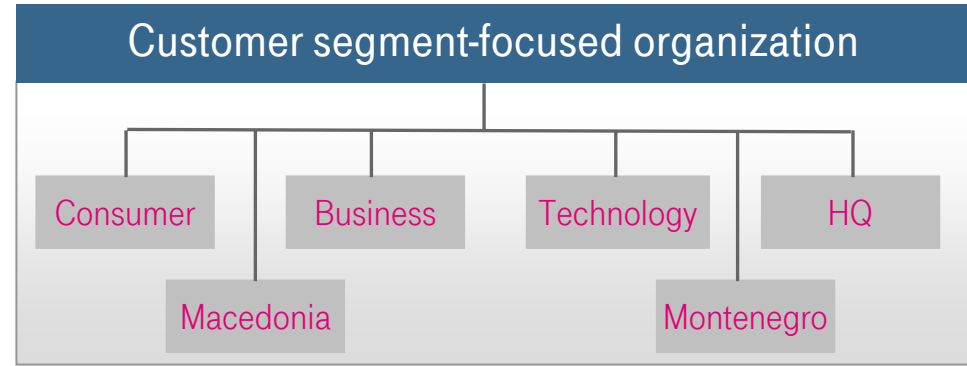 Customer segment-focused organization
Consumer
Business
Technology
HQ
Macedonia
Montenegro